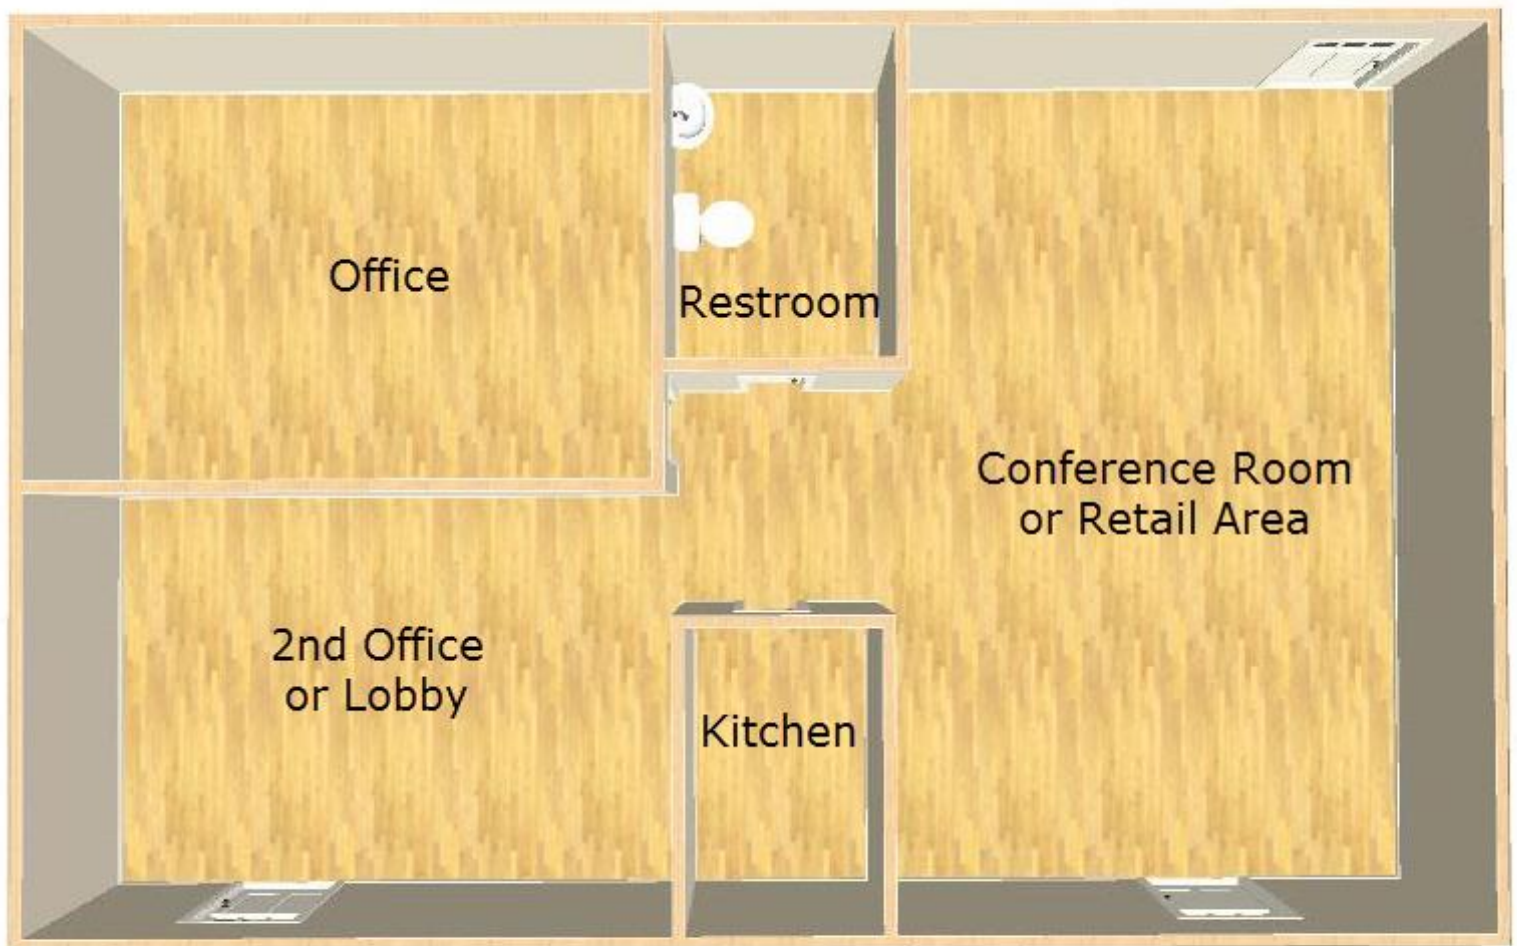 Office
Restroom
Conference Room
or Retail Area
2nd Office
or Lobby
Kitchen